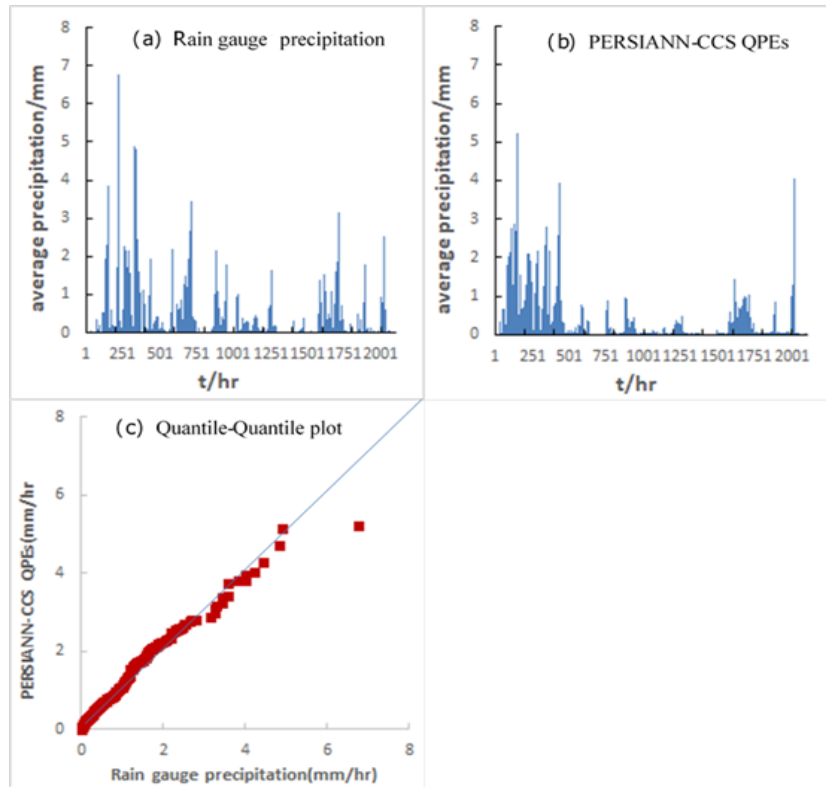 (a) Rain gauge precipitation
average precipitation/mm
8
7
6
5
4
3
2
1
0
1 251 501 751 1001 1251 1501 1751 2001
t/hr
(b) PERSIANN-CCS QPEs
average precipitation/mm
8
7
6
5
4
3
2
1
0
1 251 501 751 1001 1251 1501 1751 2001
t/hr
(c) Quantile-Quantile plot
PERSIANN-CCS QPEs(mm/hr)
8
6
4
2
0
0 2 4 6 8
Rain gauge precipitation(mm/hr)